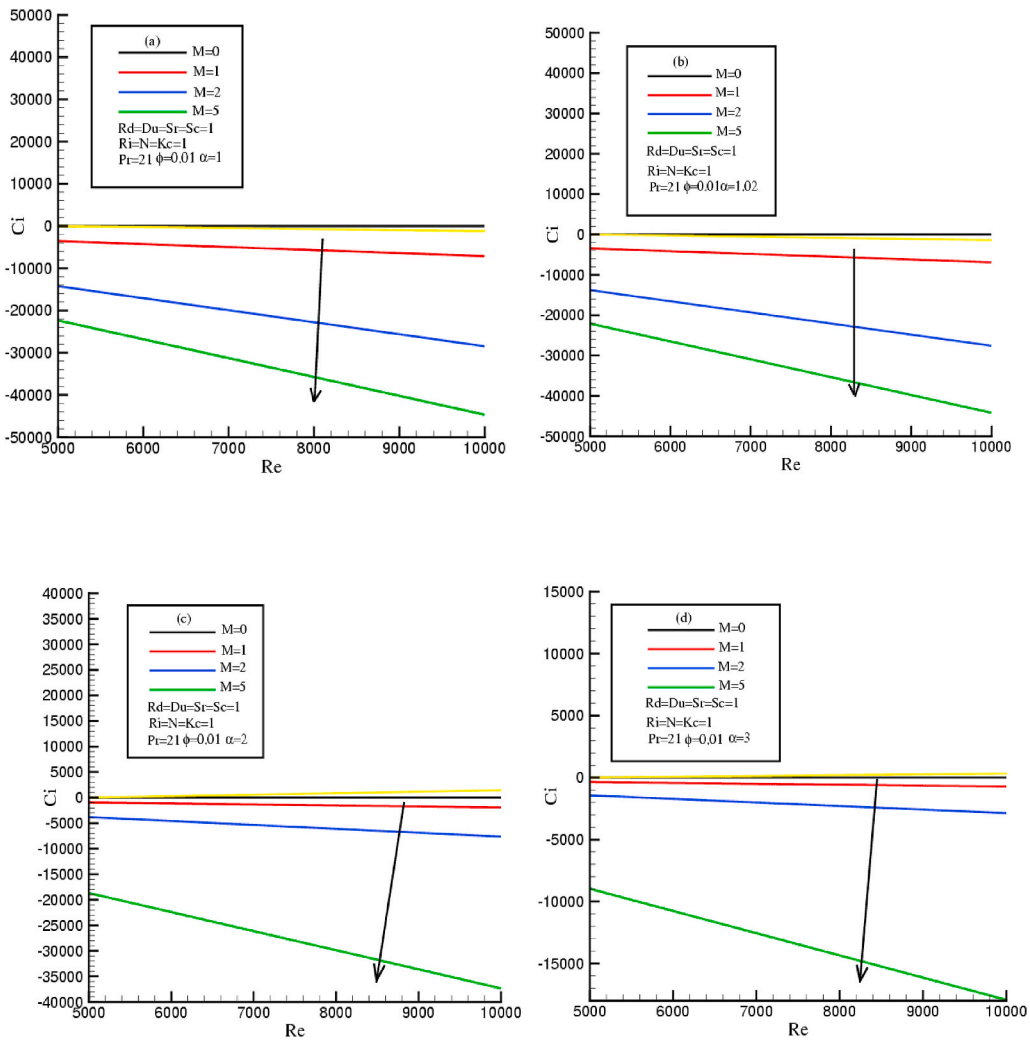 50000
40000
30000
20000
10000
0
-10000
-20000
-30000
-40000
-50000
Ci
(a)
M=0
M=1
M=2
M=5
Rd=Du=Sr=Sc=1
Ri=N=Kc=1
Pr=21 ϕ=0.01 α=1
5000 6000 7000 8000 9000 10000
Re
50000
40000
30000
20000
10000
0
-10000
-20000
-30000
-40000
-50000
Ci
(b)
M=0
M=1
M=2
M=5
Rd=Du=Sr=Sc=1
Ri=N=Kc=1
Pr=21 ϕ=0.01α=1.02
5000 6000 7000 8000 9000 10000
Re
40000
35000
30000
25000
20000
15000
10000
5000
0
-5000
-10000
-15000
-20000
-25000
-30000
-35000
-40000
Ci
(c)
M=0
M=1
M=2
M=5
Rd=Du=Sr=Sc=1
Ri=N=Kc=1
Pr=21 ϕ=0.01 α=2
5000 6000 7000 8000 9000 10000
Re
15000
10000
5000
0
-5000
-10000
-15000
Ci
(d)
M=0
M=1
M=2
M=5
Rd=Du=Sr=Sc=1
Ri=N=Kc=1
Pr=21 ϕ=0.01 α=3
5000 6000 7000 8000 9000 10000
Re